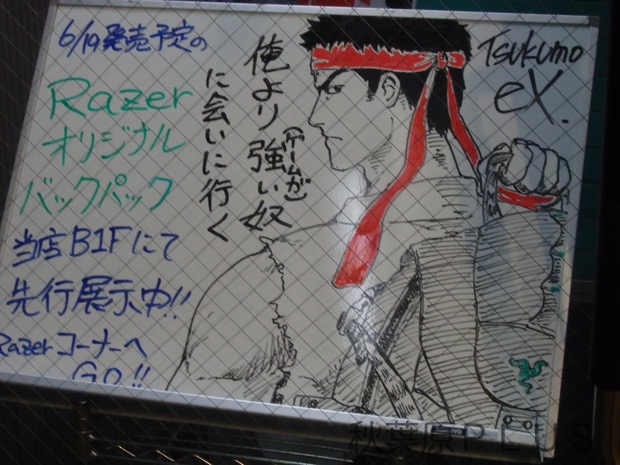 6/19発売予定の
Razer
オリジナル
バックパック
当店B1Fにて
先行展示中!!
Razerコーナーへ
GO!!
俺より(ゲームが)強い奴
に会いに行く
Tsukumo
eX.
秋葉原PLUS